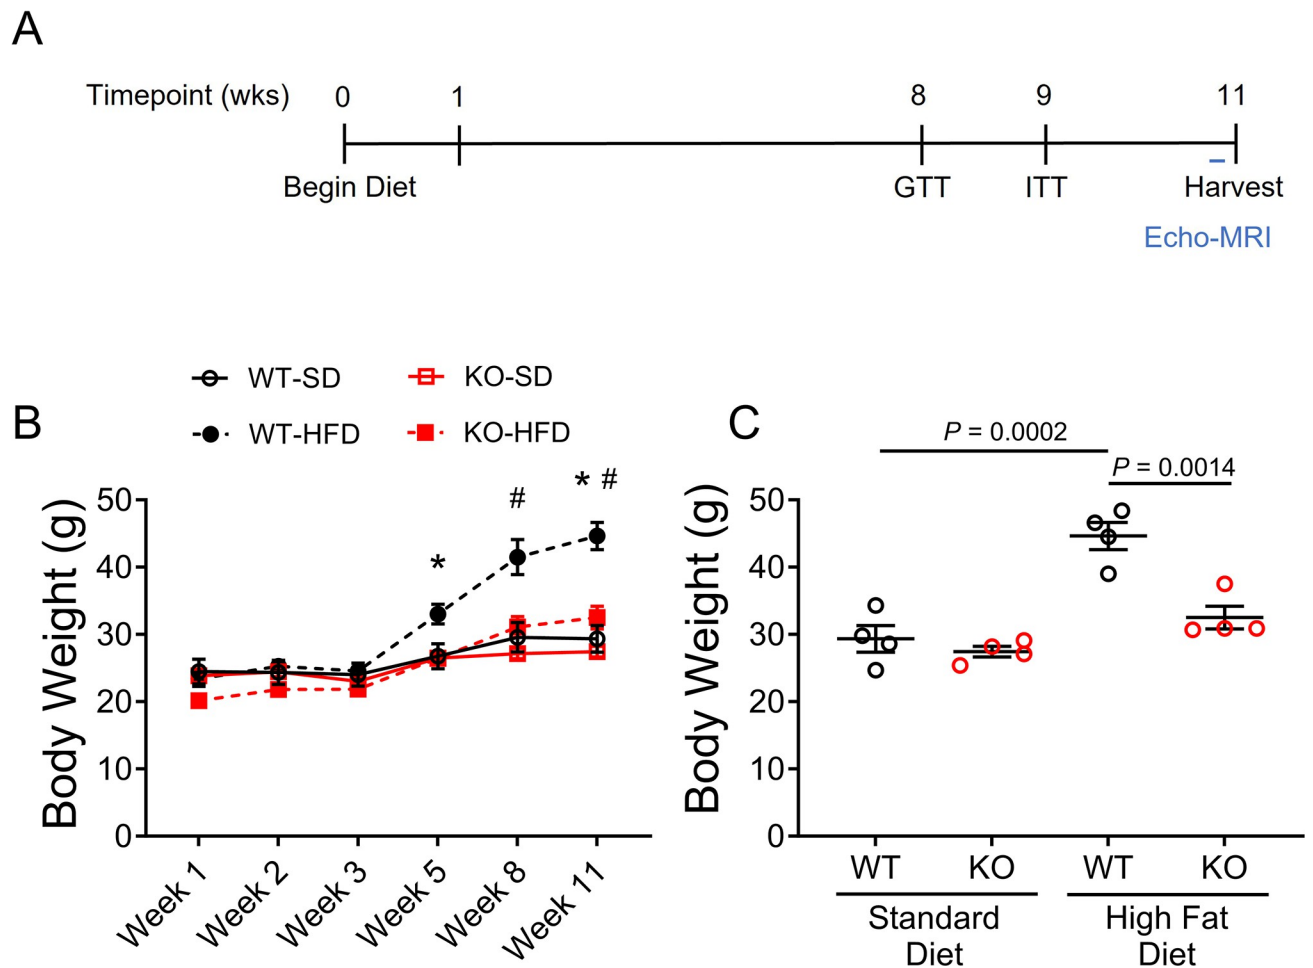 A
Timepoint (wks) 0 1 8 9 11
Begin Diet GTT ITT Harvest
Echo-MRI
WT-SD KO-SD
WT-HFD KO-HFD
B
* # * #
Body Weight (g)
50
40
30
20
10
0
Week 1 Week 2 Week 3 Week 5 Week 8 Week 11
C
P = 0.0002
P = 0.0014
Body Weight (g)
50
40
30
20
10
0
WT KO WT KO
Standard Diet
High Fat Diet